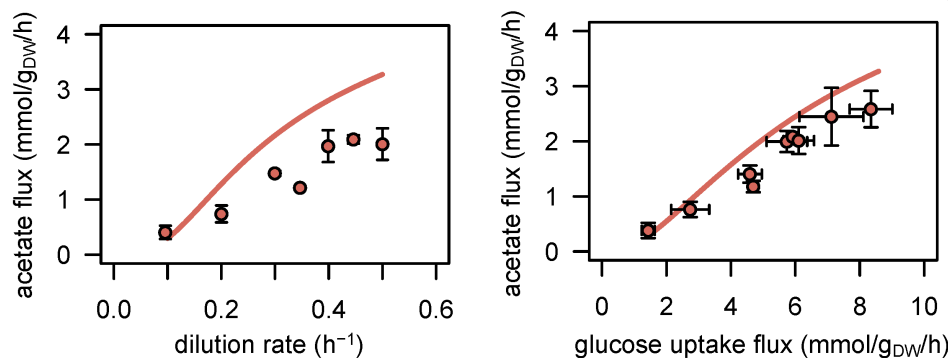 acetate flux (mmol/gDW/h)
4
3
2
1
0
0.0 0.2 0.4 0.6
dilution rate (h−1)
acetate flux (mmol/gDW/h)
4
3
2
1
0
0 2 4 6 8 10
glucose uptake flux (mmol/gDW/h)